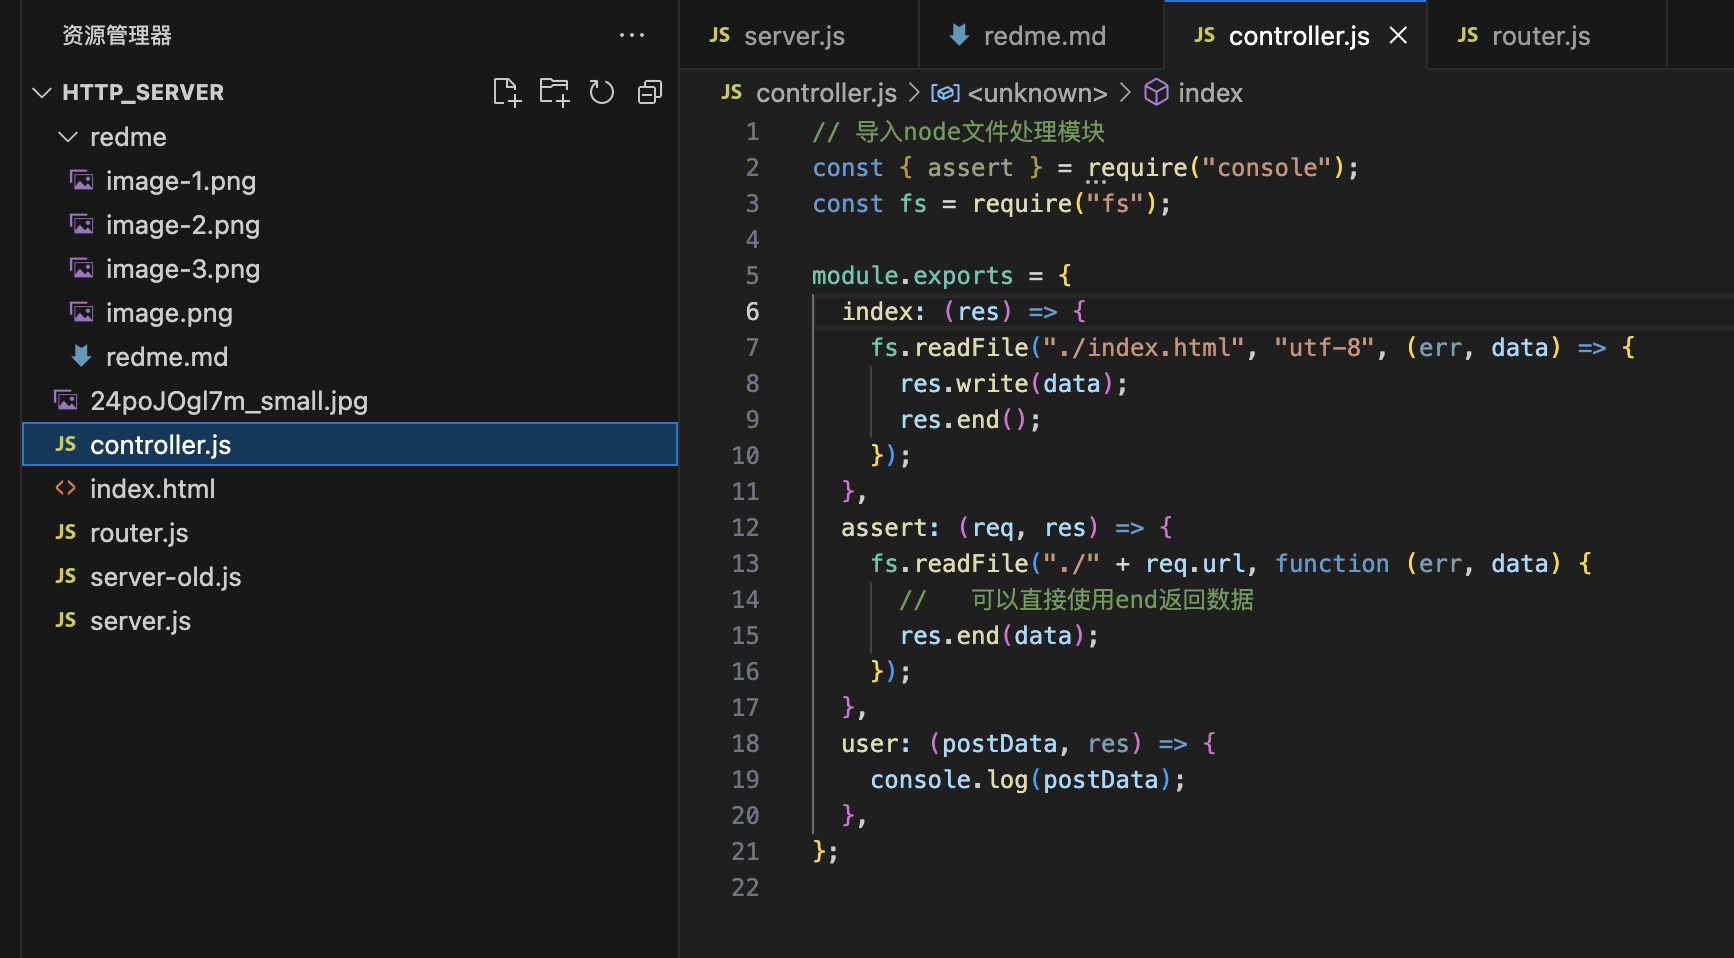 资源管理器
HTTP_SERVER
redme
image-1.png
image-2.png
image-3.png
image.png
redme.md
24poJOgl7m_small.jpg
JS controller.js
index.html
JS router.js
JS server-old.js
JS server.js
JS server.js redme.md JS controller.js JS router.js
JS controller.js > <unknown> > index
1 // 导入node文件处理模块
2 const { assert } = require("console");
3 const fs = require("fs");
4
5 module.exports = {
6   index: (res) => {
7     fs.readFile("./index.html", "utf-8", (err, data) => {
8       res.write(data);
9       res.end();
10     });
11   },
12   assert: (req, res) => {
13     fs.readFile("./" + req.url, function (err, data) {
14       //   可以直接使用end返回数据
15       res.end(data);
16     });
17   },
18   user: (postData, res) => {
19     console.log(postData);
20   },
21 };
22